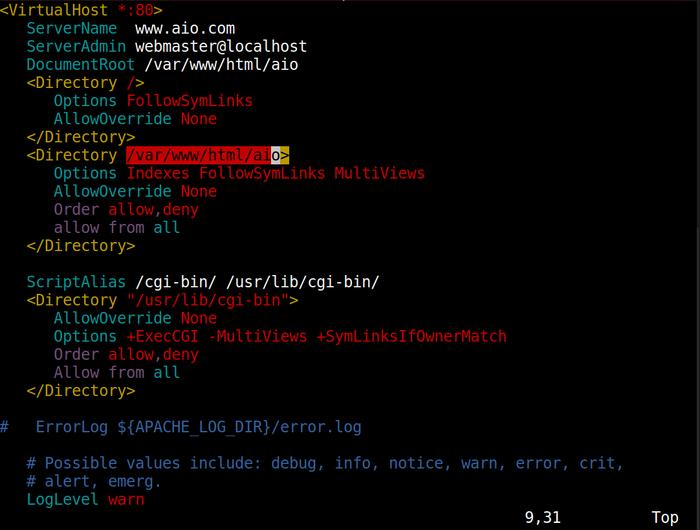 <VirtualHost *:80>
ServerName  www.aio.com
ServerAdmin webmaster@localhost
DocumentRoot /var/www/html/aio
<Directory />
Options FollowSymLinks
AllowOverride None
</Directory>
<Directory /var/www/html/aio>
Options Indexes FollowSymLinks MultiViews
AllowOverride None
Order allow,deny
allow from all
</Directory>
ScriptAlias /cgi-bin/ /usr/lib/cgi-bin/
<Directory "/usr/lib/cgi-bin">
AllowOverride None
Options +ExecCGI -MultiViews +SymLinksIfOwnerMatch
Order allow,deny
Allow from all
</Directory>
#   ErrorLog ${APACHE_LOG_DIR}/error.log
# Possible values include: debug, info, notice, warn, error, crit,
# alert, emerg.
LogLevel warn
9,31 Top